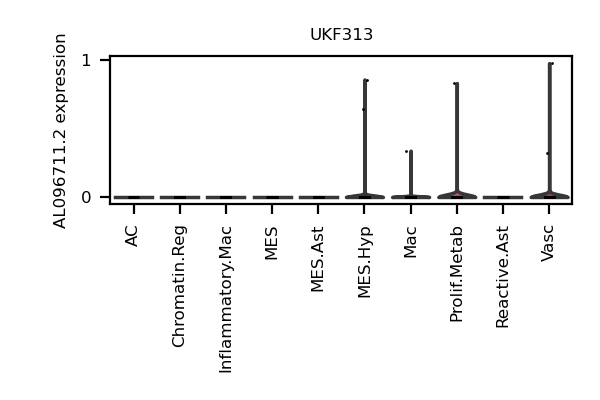 UKF313
AL096711.2 expression
1
0
AC
Chromatin.Reg
Inflammatory.Mac
MES
MES.Ast
MES.Hyp
Mac
Prolif.Metab
Reactive.Ast
Vasc